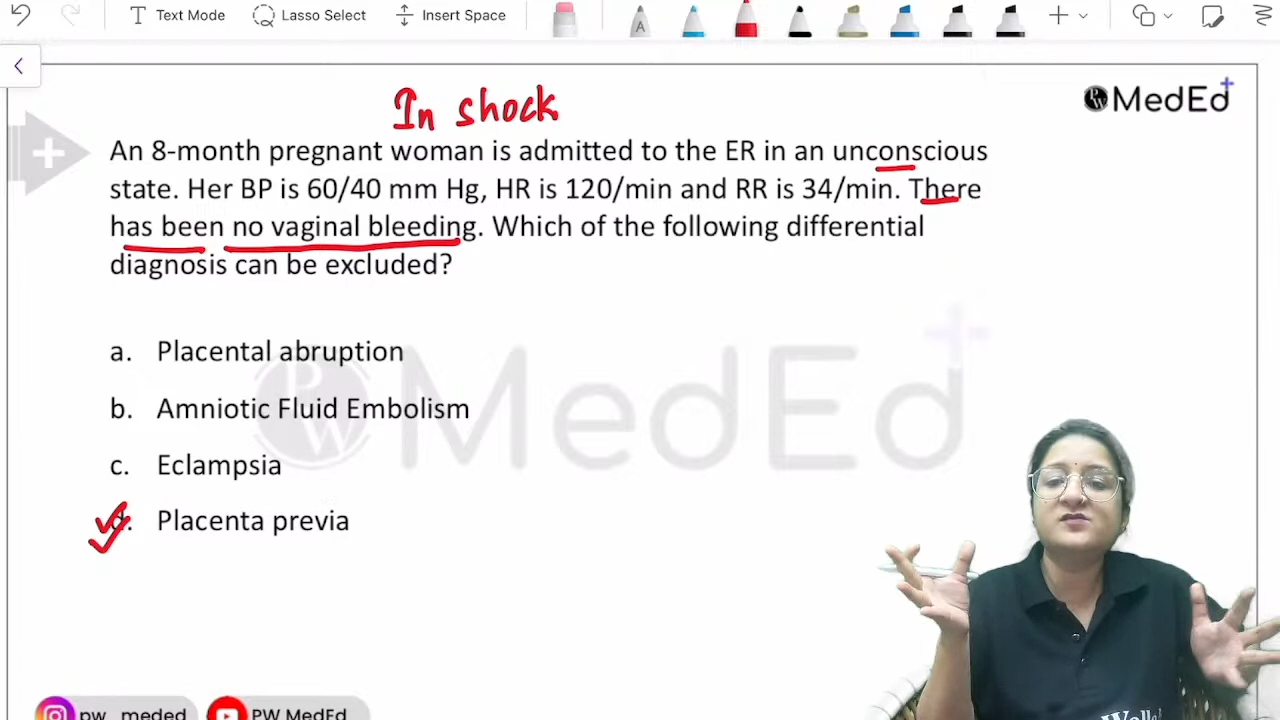 Text Mode
Lasso Select
Insert Space
A
In shock
PW MedEd
An 8-month pregnant woman is admitted to the ER in an unconscious
state. Her BP is 60/40 mm Hg, HR is 120/min and RR is 34/min. There
has been no vaginal bleeding. Which of the following differential
diagnosis can be excluded?
PW MedEd
a. Placental abruption
b. Amniotic Fluid Embolism
c. Eclampsia
d. Placenta previa
pw_meded
PW MedEd